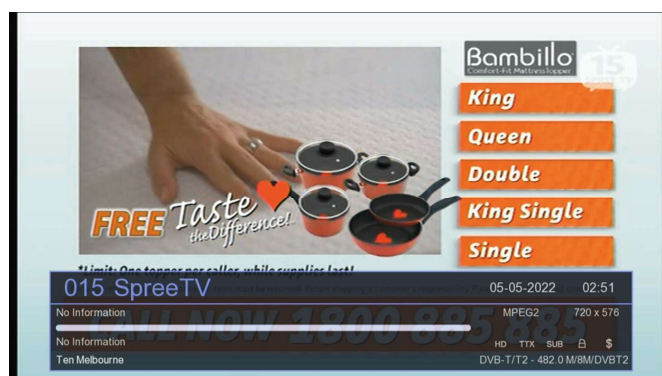 Bambillo
Comfort-Fit Mattress Topper
15
King
Queen
Double
King Single
Single
FREE Taste
the Difference!..
*Limit: One topper per caller, while supplies last!
015 SpreeTV
05-05-2022 02:51
No Information
MPEG2 720 x 576
CALL NOW 1800 885 885
No Information
HD TTX SUB $
Ten Melbourne
DVB-T/T2 - 482.0 M/8M/DVBT2